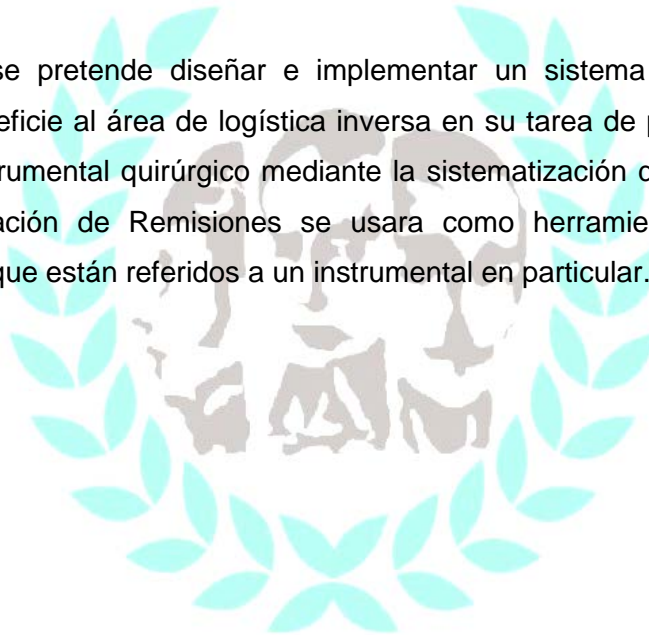 se pretende diseñar e implementar un sistema
eficie al área de logística inversa en su tarea de
rumental quirúrgico mediante la sistematización
ación de Remisiones se usara como
que están referidos a un instrumental en particular.